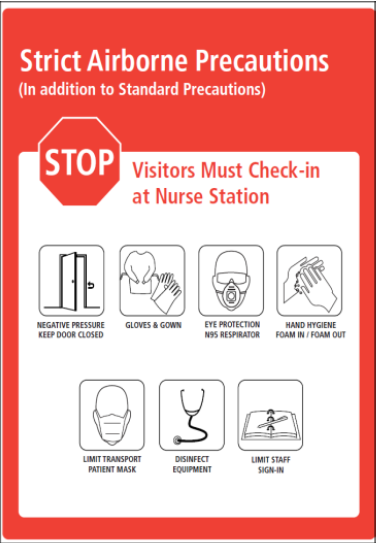 Strict Airborne Precautions
(In addition to Standard Precautions)
STOP
Visitors Must Check-in
at Nurse Station
NEGATIVE PRESSURE
KEEP DOOR CLOSED
GLOVES & GOWN
EYE PROTECTION
N95 RESPIRATOR
HAND HYGIENE
FOAM IN / FOAM OUT
LIMIT TRANSPORT
PATIENT MASK
DISINFECT
EQUIPMENT
LIMIT STAFF
SIGN-IN